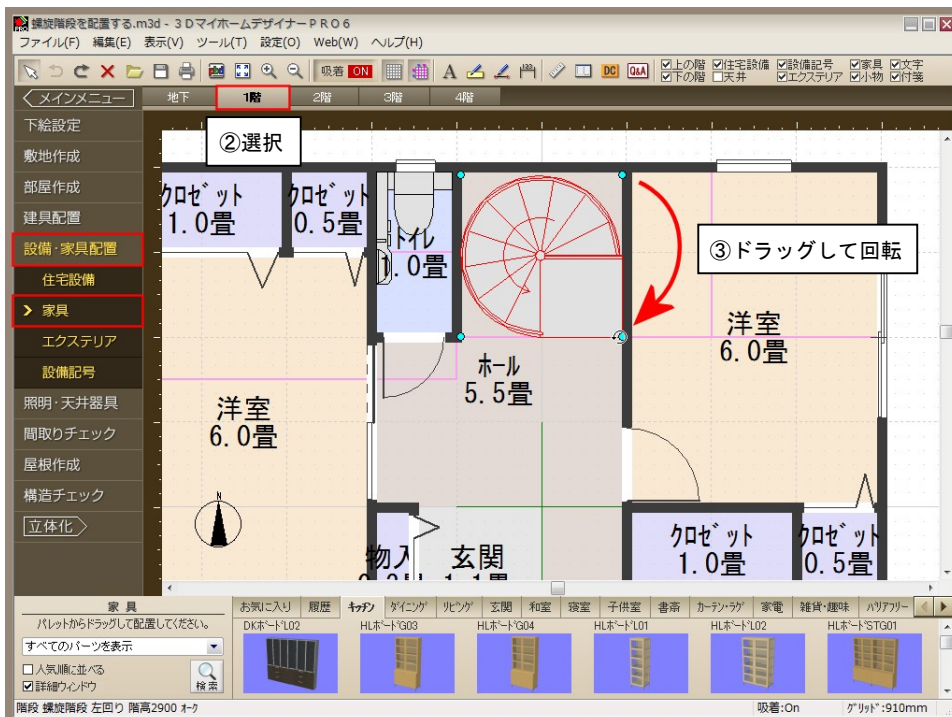 螺旋階段を配置する.m3d - 3DマイホームデザイナーPRO6
ファイル(F) 編集(E) 表示(V) ツール(T) 設定(O) Web(W) ヘルプ(H)
吸着 ON A DC Q&A
上の階 住宅設備 設備記号 家具 文字
下の階 天井 エクステリア 小物 付箋
メインメニュー
地下 1階 2階 3階 4階
②選択
下絵設定
敷地作成
部屋作成
建具配置
設備・家具配置
住宅設備
家具
エクステリア
設備記号
照明・天井器具
間取りチェック
屋根作成
構造チェック
立体化
クロゼット
1.0畳
クロゼット
0.5畳
トイレ
1.0畳
③ドラッグして回転
洋室
6.0畳
ホール
5.5畳
洋室
6.0畳
N
物入
玄関
クロゼット
1.0畳
クロゼット
0.5畳
家具
パレットからドラッグして配置してください。
すべてのパーツを表示
人気順に並べる
詳細ウィンドウ
検索
お気に入り 履歴 キッチン ダイニング リビング 玄関 和室 寝室 子供室 書斎 カーテン・ラグ 家電 雑貨・趣味 バリアフリー
DKボードL02 HLボードG03 HLボードG04 HLボードL01 HLボードL02 HLボードSTG01
階段 螺旋階段 左回り 階高2900 オーク
吸着:On グリッド:910mm